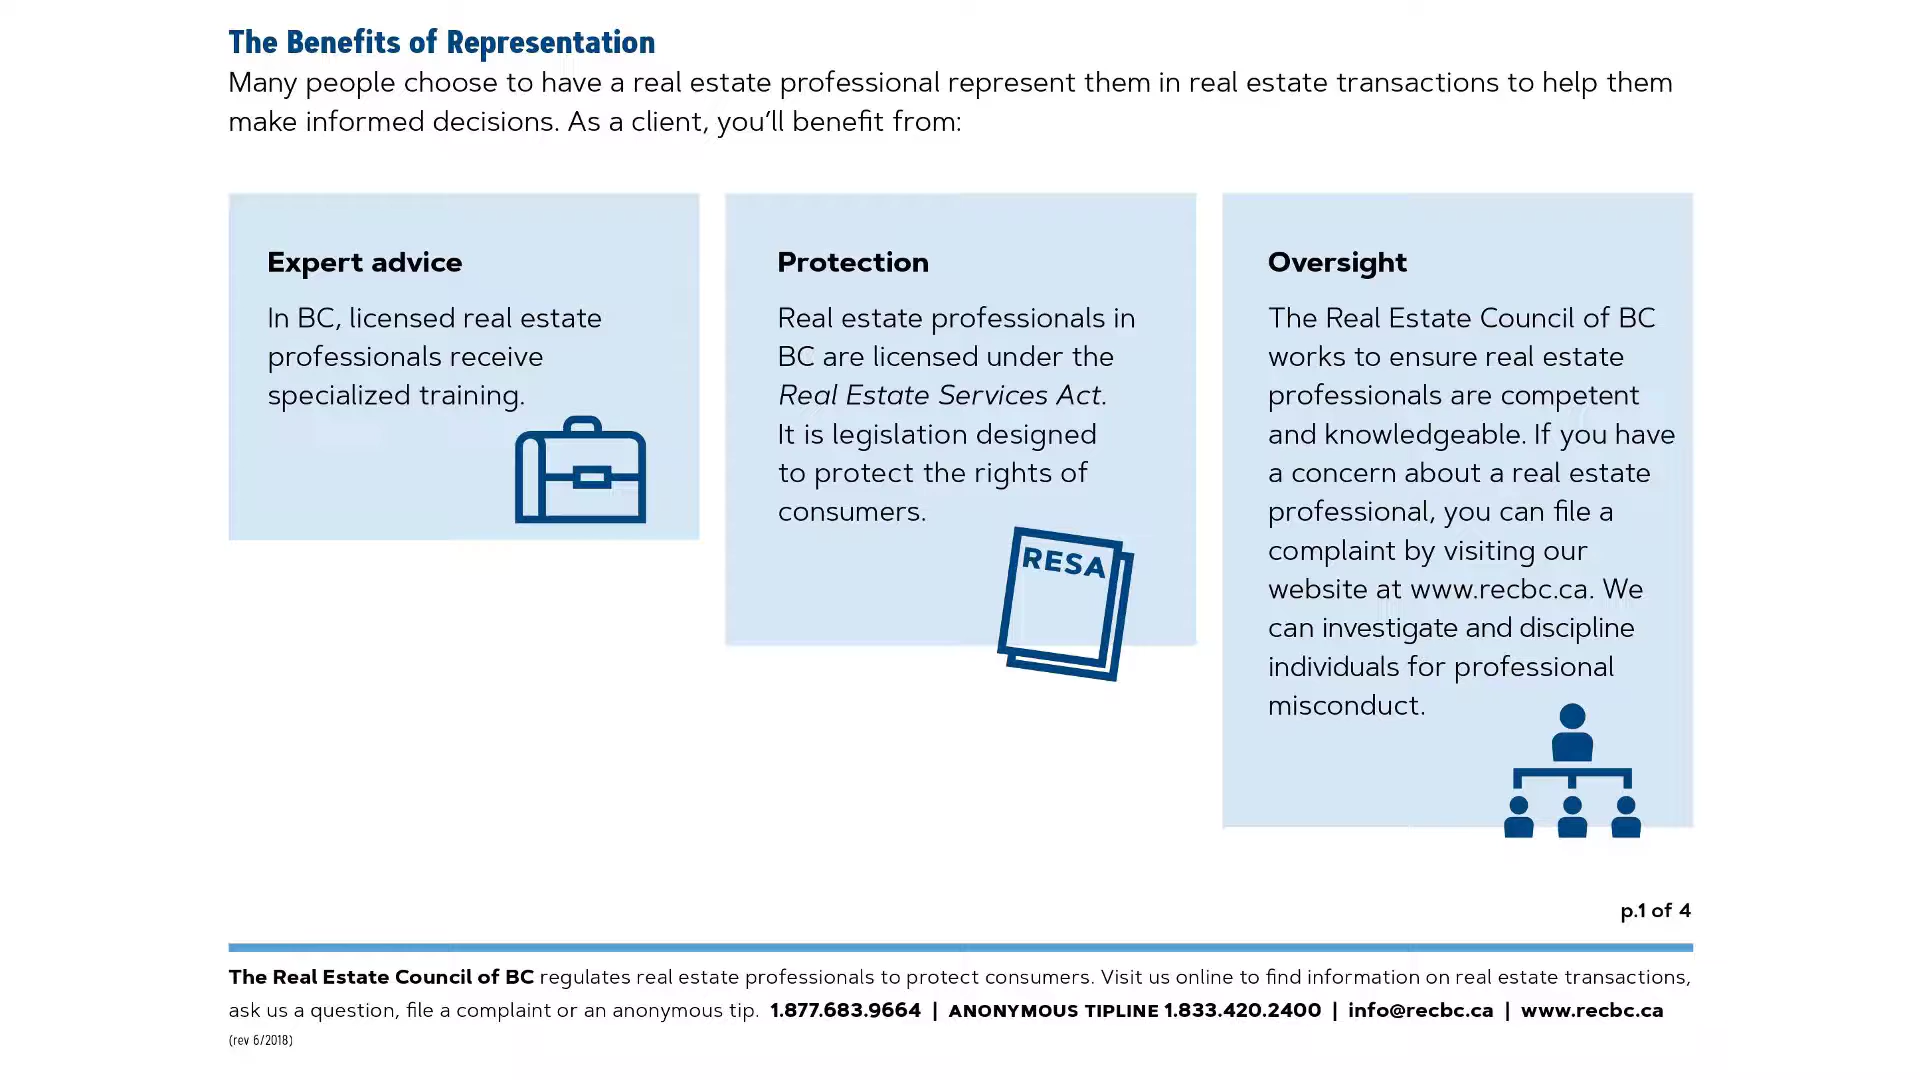 The Benefits of Representation
Many people choose to have a real estate professional represent them in real estate transactions to help them
make informed decisions. As a client, you'll benefit from:
Expert advice
In BC, licensed real estate
professionals receive
specialized training.
Protection
Real estate professionals in
BC are licensed under the
Real Estate Services Act.
It is legislation designed
to protect the rights of
consumers.
RESA
Oversight
The Real Estate Council of BC
works to ensure real estate
professionals are competent
and knowledgeable. If you have
a concern about a real estate
professional, you can file a
complaint by visiting our
website at www.recbc.ca. We
can investigate and discipline
individuals for professional
misconduct.
p.1 of 4
The Real Estate Council of BC regulates real estate professionals to protect consumers. Visit us online to find information on real estate transactions,
ask us a question, file a complaint or an anonymous tip. 1.877.683.9664 | ANONYMOUS TIPLINE 1.833.420.2400 | info@recbc.ca | www.recbc.ca
(rev 6/2018)